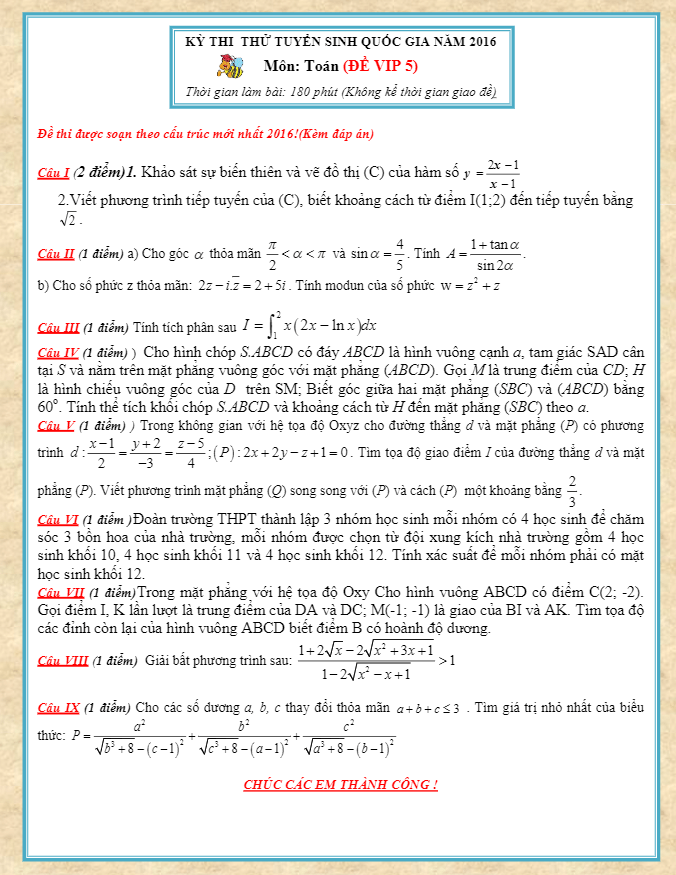 KỲ THI THỬ TUYỂN SINH QUỐC GIA NĂM 2016
Môn: Toán (ĐỀ VIP 5)
Thời gian làm bài: 180 phút (Không kể thời gian giao đề)
Đề thi được soạn theo cấu trúc mới nhất 2016!(Kèm đáp án)
Câu I (2 điểm)1. Khảo sát sự biến thiên và vẽ đồ thị (C) của hàm số y = \frac{2x-1}{x-1}
2.Viết phương trình tiếp tuyến của (C), biết khoảng cách từ điểm I(1;2) đến tiếp tuyến bằng
√2 .
Câu II (1 điểm) a) Cho góc α thỏa mãn \frac{π}{2} < α < π và sin α = \frac{4}{5}. Tính A = \frac{1+tan α}{sin 2α}.
b) Cho số phức z thỏa mãn: 2z − i.\overline{z} = 2 + 5i. Tính modun của số phức w = z² + z
Câu III (1 điểm) Tính tích phân sau I = ∫₁² x(2x − ln x)dx
Câu IV (1 điểm) ) Cho hình chóp S.ABCD có đáy ABCD là hình vuông cạnh a, tam giác SAD cân
tại S và nằm trên mặt phẳng vuông góc với mặt phẳng (ABCD). Gọi M là trung điểm của CD; H
là hình chiếu vuông góc của D trên SM; Biết góc giữa hai mặt phẳng (SBC) và (ABCD) bằng
60⁰. Tính thể tích khối chóp S.ABCD và khoảng cách từ H đến mặt phẳng (SBC) theo a.
Câu V (1 điểm) ) Trong không gian với hệ tọa độ Oxyz cho đường thẳng d và mặt phẳng (P) có phương
trình d : \frac{x-1}{2} = \frac{y+2}{-3} = \frac{z-5}{4}; (P) : 2x + 2y − z + 1 = 0. Tìm tọa độ giao điểm I của đường thẳng d và mặt
phẳng (P). Viết phương trình mặt phẳng (Q) song song với (P) và cách (P) một khoảng bằng \frac{2}{3}.
Câu VI (1 điểm )Đoàn trường THPT thành lập 3 nhóm học sinh mỗi nhóm có 4 học sinh để chăm
sóc 3 bồn hoa của nhà trường, mỗi nhóm được chọn từ đội xung kích nhà trường gồm 4 học
sinh khối 10, 4 học sinh khối 11 và 4 học sinh khối 12. Tính xác suất để mỗi nhóm phải có mặt
học sinh khối 12.
Câu VII (1 điểm)Trong mặt phẳng với hệ tọa độ Oxy Cho hình vuông ABCD có điểm C(2; -2).
Gọi điểm I, K lần lượt là trung điểm của DA và DC; M(-1; -1) là giao của BI và AK. Tìm tọa độ
các đỉnh còn lại của hình vuông ABCD biết điểm B có hoành độ dương.
Câu VIII (1 điểm) Giải bất phương trình sau: \frac{1+2\sqrt{x}-2\sqrt{x^2+3x+1}}{1-2\sqrt{x^2-x+1}} > 1
Câu IX (1 điểm) Cho các số dương a, b, c thay đổi thỏa mãn a + b + c ≤ 3 . Tìm giá trị nhỏ nhất của biểu
thức: P = \frac{a^2}{\sqrt{b^3+8}-(c-1)^2} + \frac{b^2}{\sqrt{c^3+8}-(a-1)^2} + \frac{c^2}{\sqrt{a^3+8}-(b-1)^2}
CHÚC CÁC EM THÀNH CÔNG !